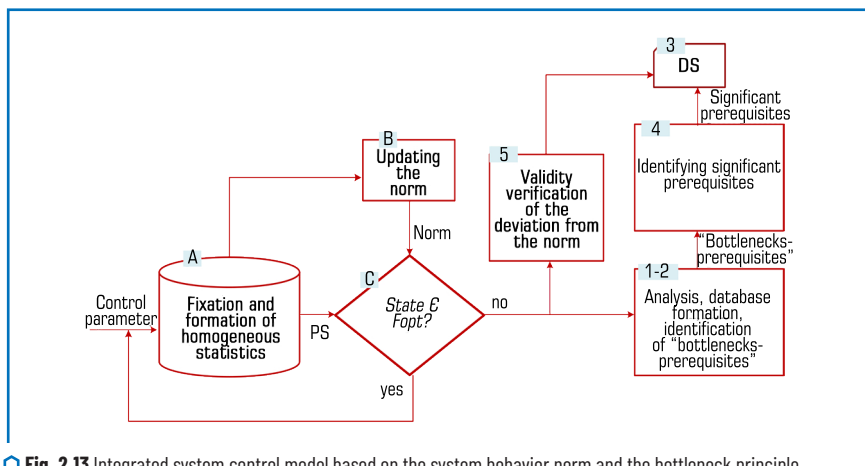 3
DS
Significant
prerequisites
4
Identifying significant
prerequisites
"Bottlenecks-
prerequisites"
1-2
Analysis, database
formation,
identification
of "bottlenecks-
prerequisites"
5
Validity
verification
of the
deviation from
the norm
B
Updating
the
norm
Norm
A
Fixation and
formation of
homogeneous
statistics
Control
parameter
PS
C
State Є
Fopt?
no
yes
Fig. 2.13 Integrated system control model based on the system behavior norm and the bottleneck principle